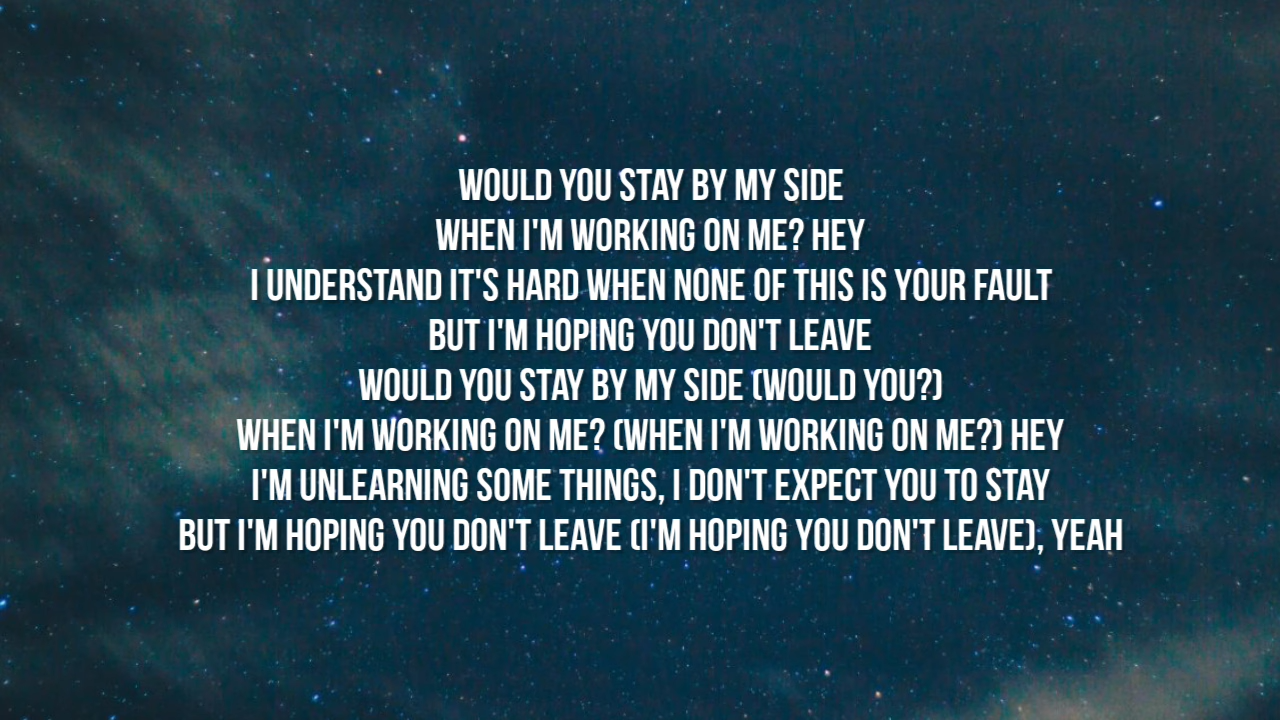 WOULD YOU STAY BY MY SIDE
WHEN I'M WORKING ON ME? HEY
I UNDERSTAND IT'S HARD WHEN NONE OF THIS IS YOUR FAULT
BUT I'M HOPING YOU DON'T LEAVE
WOULD YOU STAY BY MY SIDE (WOULD YOU?)
WHEN I'M WORKING ON ME? (WHEN I'M WORKING ON ME?) HEY
I'M UNLEARNING SOME THINGS, I DON'T EXPECT YOU TO STAY
BUT I'M HOPING YOU DON'T LEAVE (I'M HOPING YOU DON'T LEAVE), YEAH